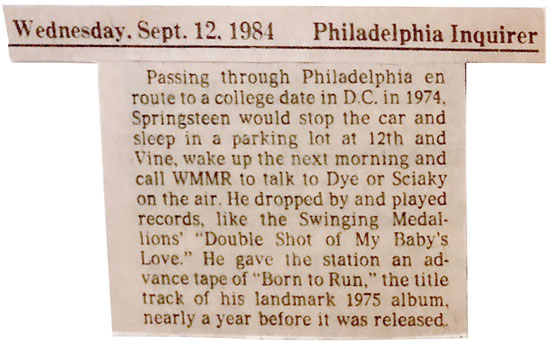 Wednesday, Sept. 12, 1984 Philadelphia Inquirer
Passing through Philadelphia en
route to a college date in D.C. in 1974,
Springsteen would stop the car and
sleep in a parking lot at 12th and
Vine, wake up the next morning and
call WMMR to talk to Dye or Sciaky
on the air. He dropped by and played
records, like the Swinging Medal-
lions' "Double Shot of My Baby's
Love." He gave the station an ad-
vance tape of "Born to Run," the title
track of his landmark 1975 album,
nearly a year before it was released.